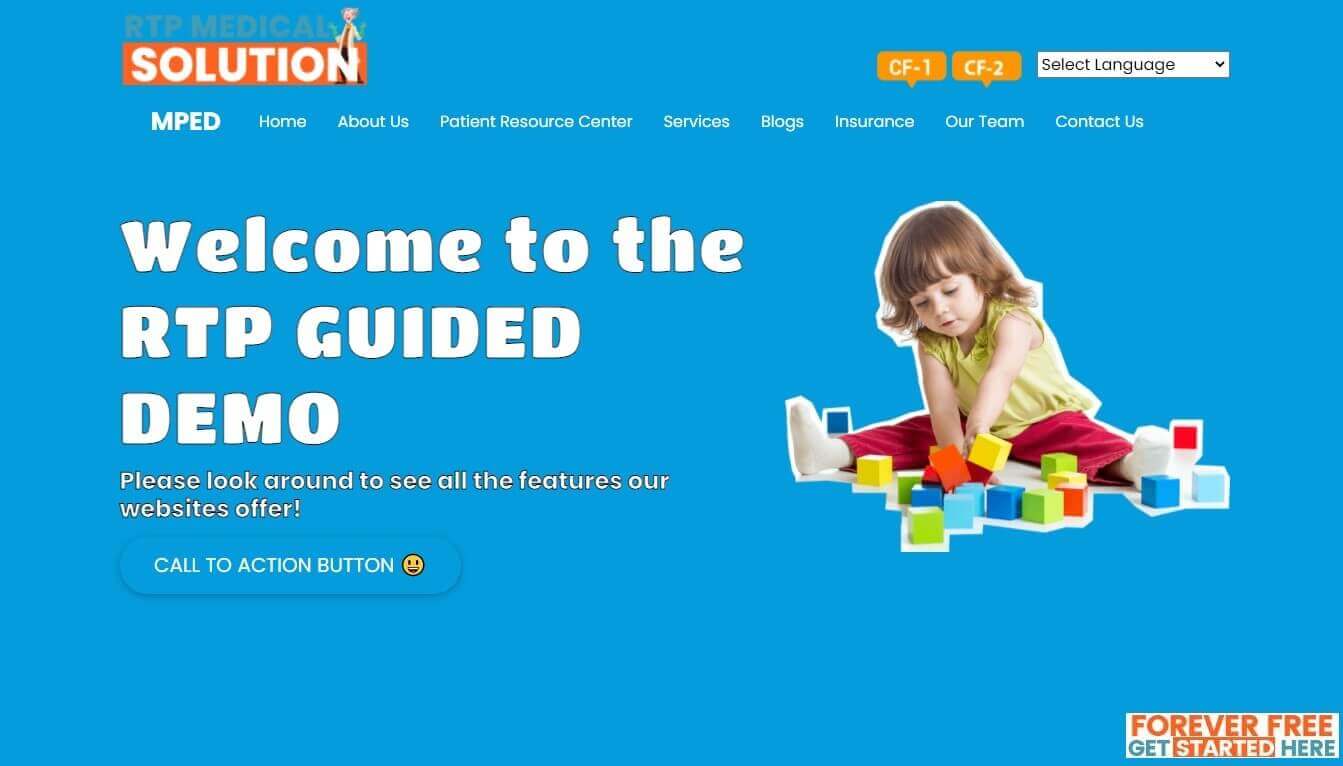 RTP MEDICAL
SOLUTION
CF-1 CF-2 Select Language
MPED Home About Us Patient Resource Center Services Blogs Insurance Our Team Contact Us
Welcome to the
RTP GUIDED
DEMO
Please look around to see all the features our
websites offer!
CALL TO ACTION BUTTON 😃
FOREVER FREE
GET STARTED HERE